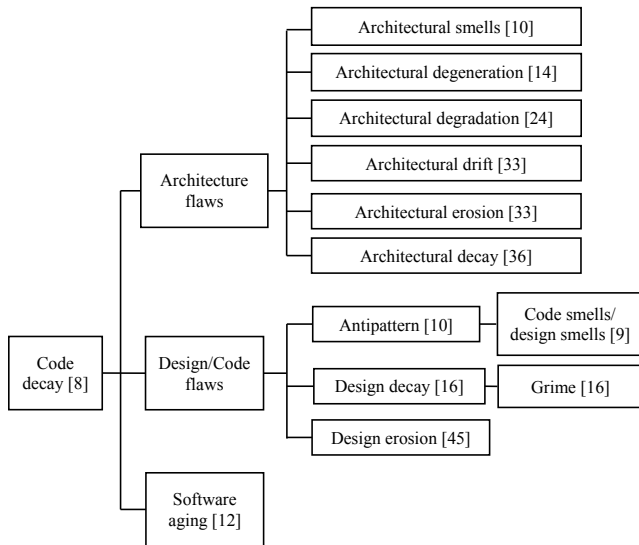 Architectural smells [10]
Architectural degeneration [14]
Architectural degradation [24]
Architecture
flaws
Architectural drift [33]
Architectural erosion [33]
Architectural decay [36]
Code
decay [8]
Design/Code
flaws
Antipattern [10]
Code smells/
design smells [9]
Design decay [16]
Grime [16]
Design erosion [45]
Software
aging [12]